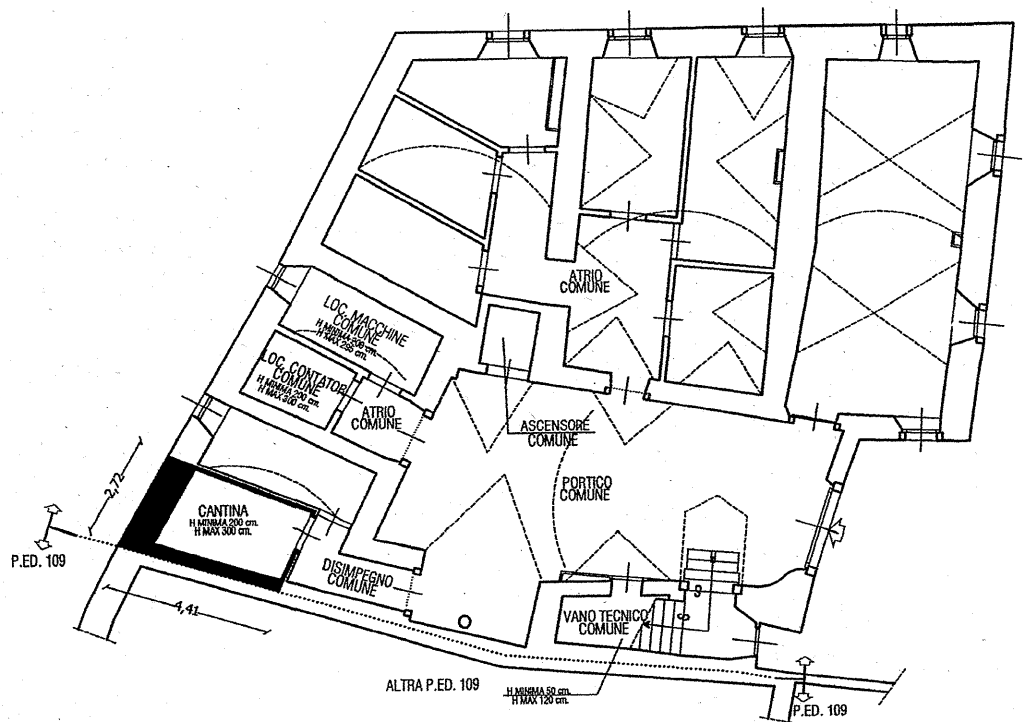 ATRIO
COMUNE
LOC. MACCHINE
COMUNE
H MINIMA 200 cm.
H MAX 265 cm.
LOC. CONTATORI
COMUNE
H MINIMA 200 cm.
H MAX 300 cm.
ATRIO
COMUNE
ASCENSORE
COMUNE
PORTICO
COMUNE
2,72
CANTINA
H MINIMA 200 cm.
H MAX 300 cm.
P.ED. 109
DISIMPEGNO
COMUNE
4,41
VANO TECNICO
COMUNE
S
S
ALTRA P.ED. 109
H MINIMA 50 cm.
H MAX 120 cm.
P.ED. 109